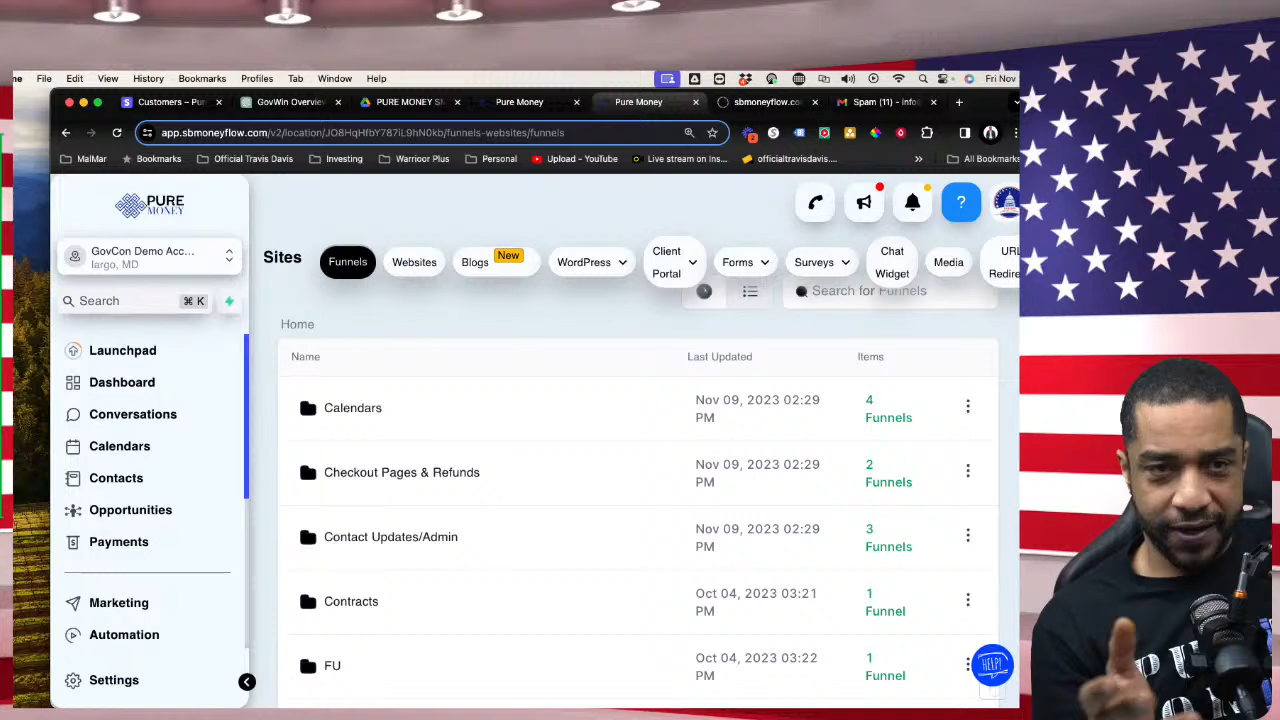 File Edit View History Bookmarks Profiles Tab Window Help
Fri Nov
Customers – Pur
GovWin Overview
PURE MONEY S
Pure Money
Pure Money
sbmoneyflow.co
Spam (11) - info
app.sbmoneyflow.com/v2/location/JO8HqHfbY787iL9hN0kb/funnels-websites/funnels
MalMar
Bookmarks
Official Travis Davis
Investing
Warrioor Plus
Personal
Upload - YouTube
Live stream on Ins...
officialtravisdavis....
»
All Bookmarks
PURE
MONEY
GovCon Demo Acc...
largo, MD
Search
⌘ K
Launchpad
Dashboard
Conversations
Calendars
Contacts
Opportunities
Payments
Marketing
Automation
Settings
?
Sites
Funnels
Websites
Blogs
New
WordPress
Client
Portal
Forms
Surveys
Chat
Widget
Media
URL
Redire
Search for Funnels
Home
Name Last Updated Items
Calendars
Nov 09, 2023 02:29
PM
4
Funnels
Checkout Pages & Refunds
Nov 09, 2023 02:29
PM
2
Funnels
Contact Updates/Admin
Nov 09, 2023 02:29
PM
3
Funnels
Contracts
Oct 04, 2023 03:21
PM
1
Funnel
FU
Oct 04, 2023 03:22
PM
1
Funnel
HELP!